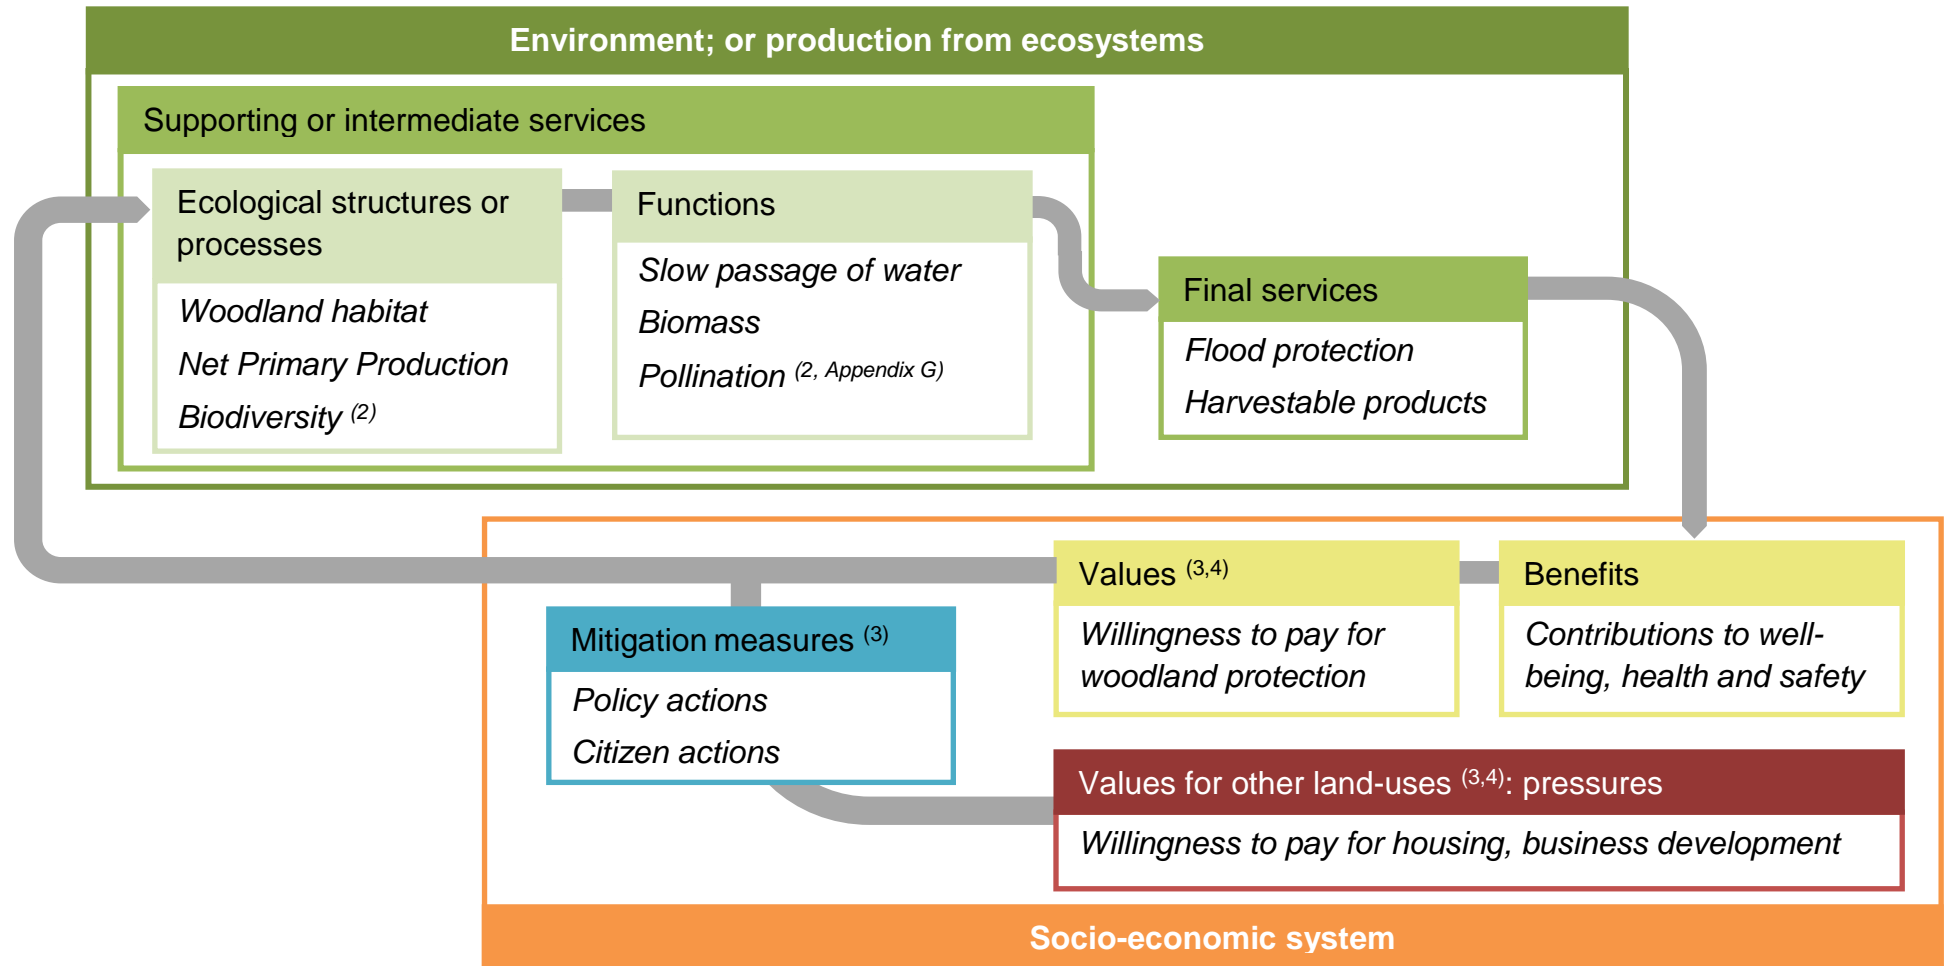 Environment; or production from ecosystems
Supporting or intermediate services
Ecological structures or
processes
Woodland habitat
Net Primary Production
Biodiversity (2)
Functions
Slow passage of water
Biomass
Pollination (2, Appendix G)
Final services
Flood protection
Harvestable products
Values (3,4)
Willingness to pay for
woodland protection
Benefits
Contributions to well-
being, health and safety
Mitigation measures (3)
Policy actions
Citizen actions
Values for other land-uses (3,4): pressures
Willingness to pay for housing, business development
Socio-economic system